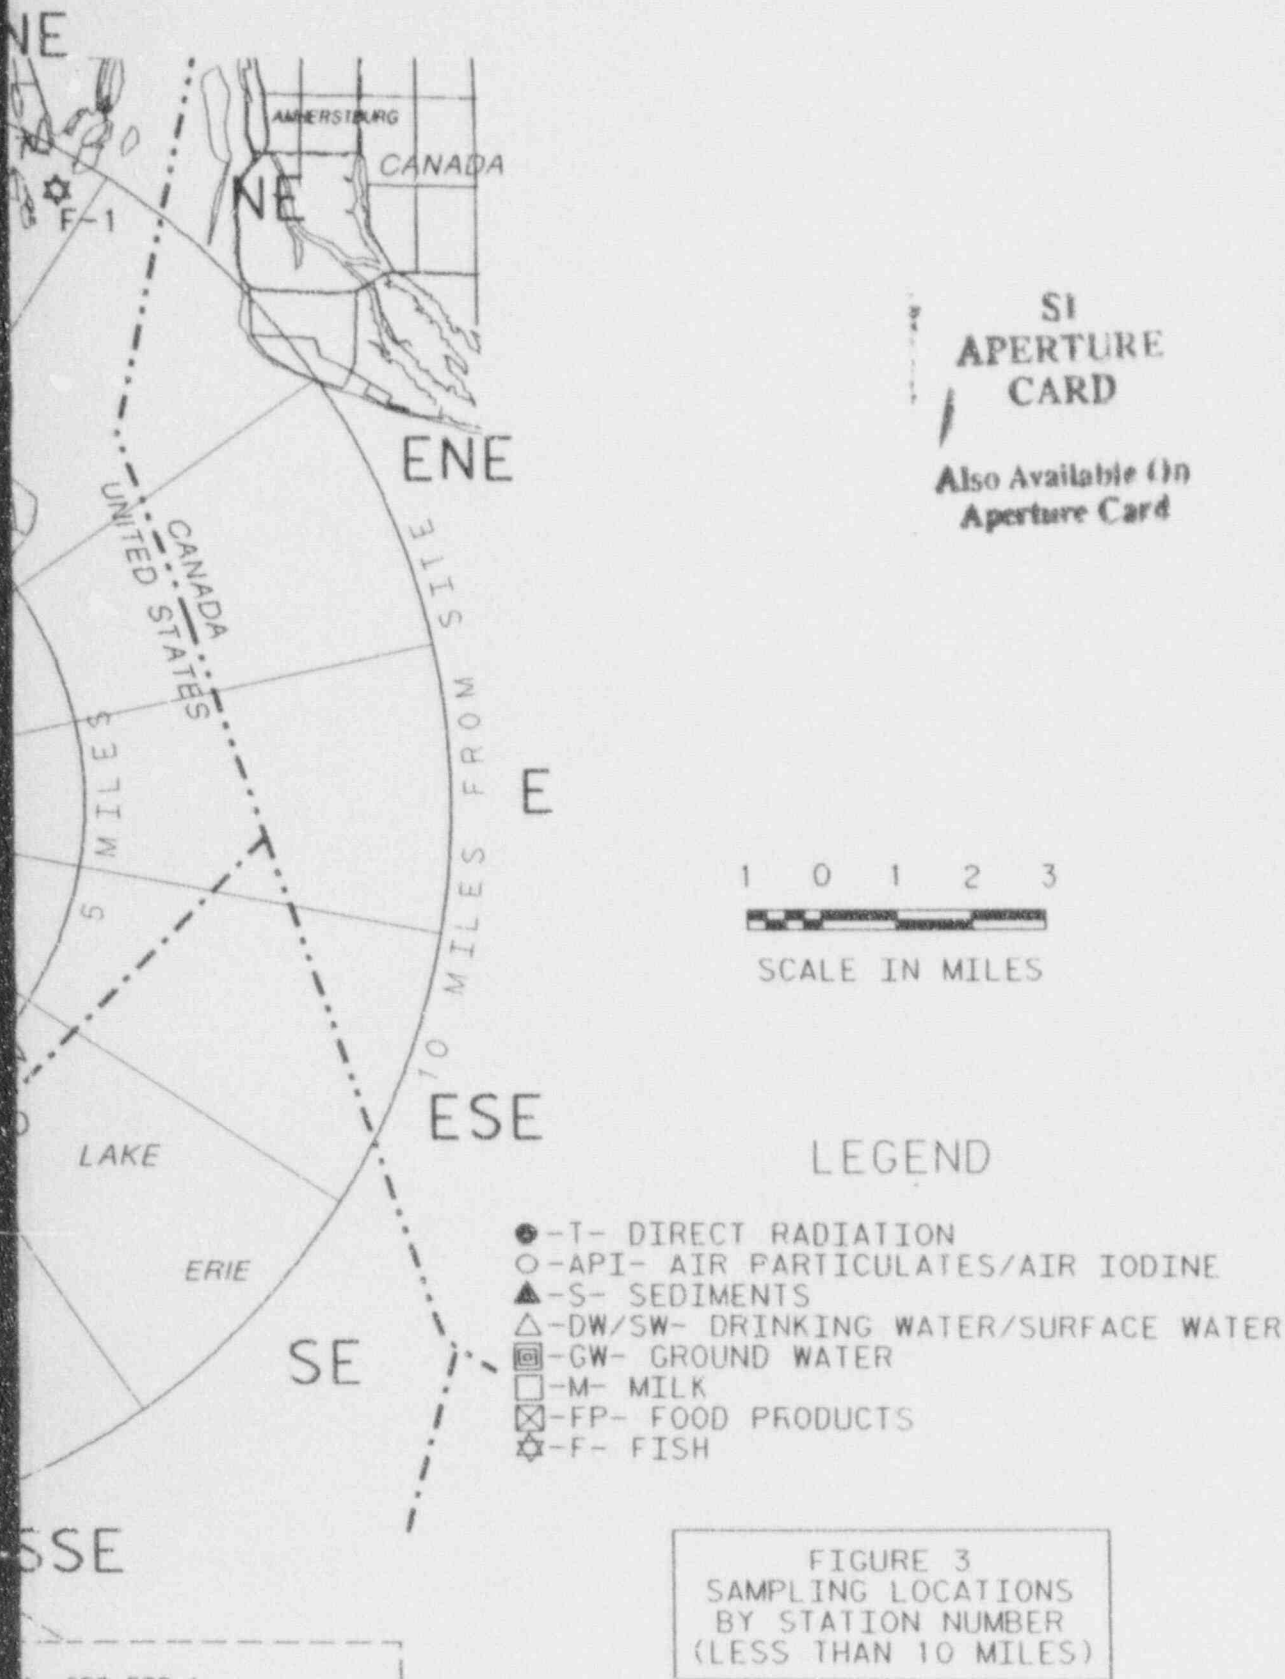 NE
AMHERSTBURG
CANADA
NE
F-1
SI
APERTURE
CARD
Also Available On
Aperture Card
ENE
CANADA
UNITED STATES
5 MILES
10 MILES FROM SITE
E
1 0 1 2 3
SCALE IN MILES
ESE
LAKE
ERIE
SE
SSE
LEGEND
-T- DIRECT RADIATION
-API- AIR PARTICULATES/AIR IODINE
-S- SEDIMENTS
-DW/SW- DRINKING WATER/SURFACE WATER
-GW- GROUND WATER
-M- MILK
-FP- FOOD PRODUCTS
-F- FISH
FIGURE 3
SAMPLING LOCATIONS
BY STATION NUMBER
(LESS THAN 10 MILES)